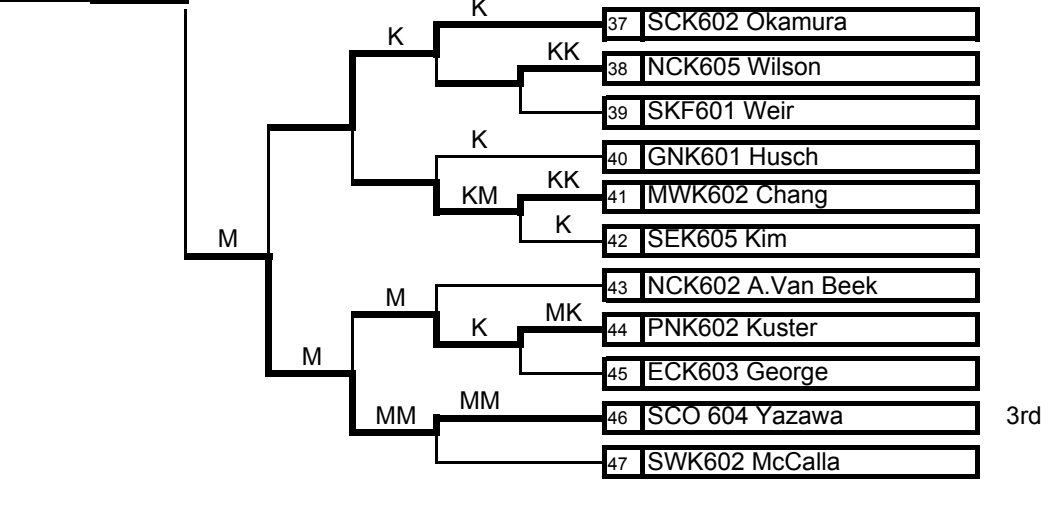 K
37 SCK602 Okamura
K
KK
38 NCK605 Wilson
39 SKF601 Weir
K
40 GNK601 Husch
KK
KM
41 MWK602 Chang
K
M
42 SEK605 Kim
43 NCK602 A.Van Beek
M
MK
K
44 PNK602 Kuster
M
45 ECK603 George
MM
MM
46 SCO 604 Yazawa 3rd
47 SWK602 McCalla